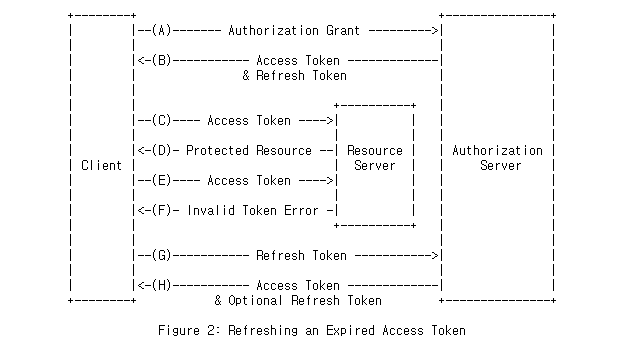 --(A)------- Authorization Grant --------->
<-(B)----------- Access Token -------------
& Refresh Token
--(C)---- Access Token ---->
<-(D)- Protected Resource --| Resource | Authorization
Client Server Server
--(E)---- Access Token ---->
<-(F)- Invalid Token Error -
--(G)----------- Refresh Token ----------->
<-(H)----------- Access Token -------------
& Optional Refresh Token
Figure 2: Refreshing an Expired Access Token